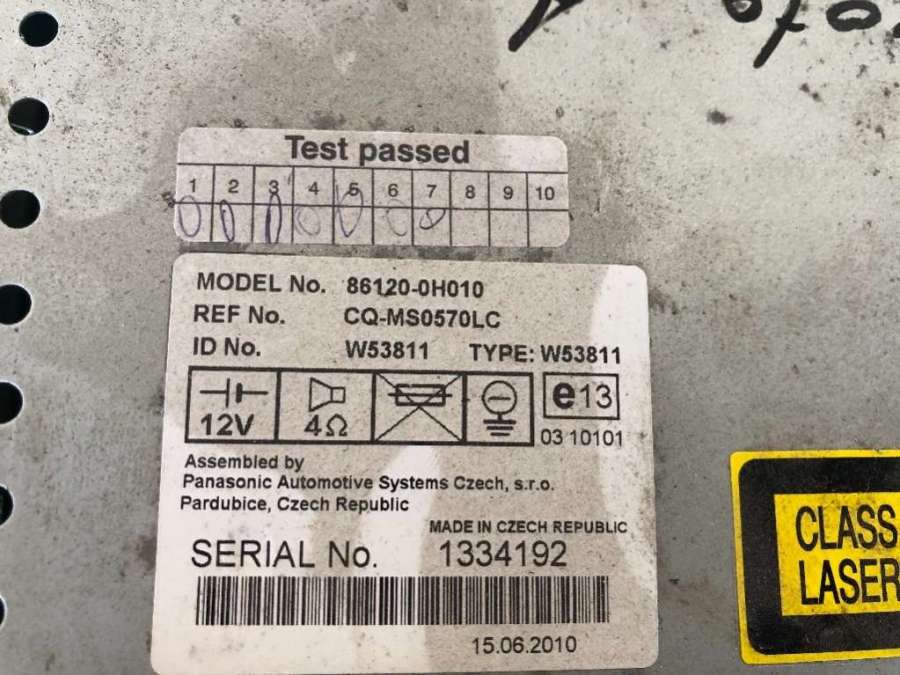 Test passed
1 2 3 4 5 6 7 8 9 10
MODEL No. 86120-0H010
REF No. CQ-MS0570LC
ID No. W53811 TYPE: W53811
12V 4Ω e13
03 10101
Assembled by
Panasonic Automotive Systems Czech, s.r.o.
Pardubice, Czech Republic
MADE IN CZECH REPUBLIC
SERIAL No. 1334192
15.06.2010
CLASS
LASER